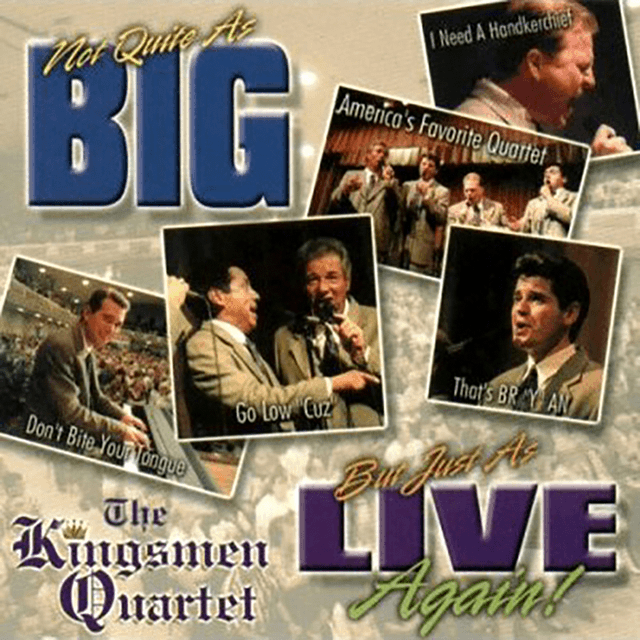 Not Quite As
BIG
I Need A Handkerchief
America's Favorite Quartet
Go Low "Cuz"
That's BR "Y" AN
Don't Bite Your Tongue
But Just As
LIVE
Again!
The
Kingsmen
Quartet